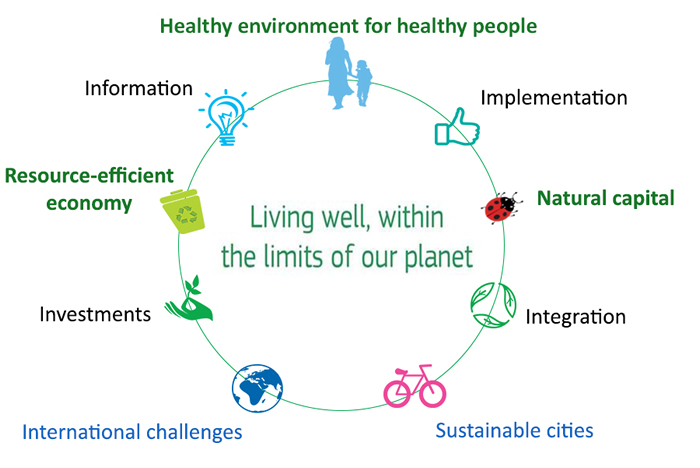 Healthy environment for healthy people
Information
Implementation
Resource-efficient
economy
Natural capital
Living well, within
the limits of our planet
Investments
Integration
International challenges
Sustainable cities